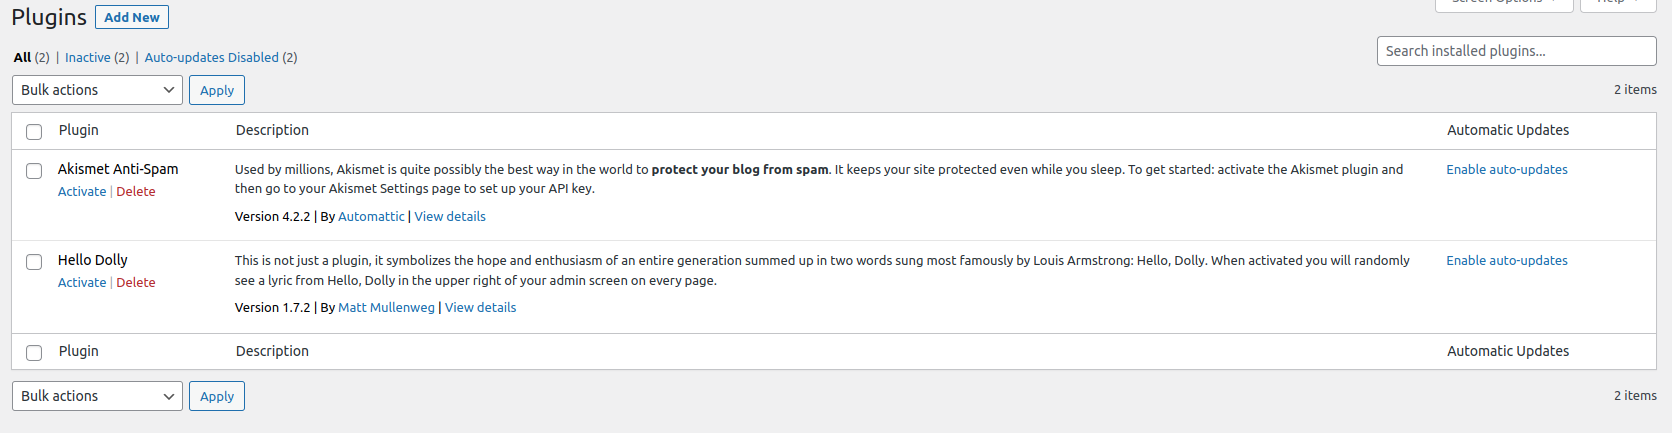 Screen Options Help
Plugins Add New
All (2) | Inactive (2) | Auto-updates Disabled (2)
Search installed plugins...
Bulk actions Apply 2 items
Plugin Description Automatic Updates
Akismet Anti-Spam
Activate | Delete
Used by millions, Akismet is quite possibly the best way in the world to protect your blog from spam. It keeps your site protected even while you sleep. To get started: activate the Akismet plugin and
then go to your Akismet Settings page to set up your API key.
Version 4.2.2 | By Automattic | View details
Enable auto-updates
Hello Dolly
Activate | Delete
This is not just a plugin, it symbolizes the hope and enthusiasm of an entire generation summed up in two words sung most famously by Louis Armstrong: Hello, Dolly. When activated you will randomly
see a lyric from Hello, Dolly in the upper right of your admin screen on every page.
Version 1.7.2 | By Matt Mullenweg | View details
Enable auto-updates
Plugin Description Automatic Updates
Bulk actions Apply 2 items